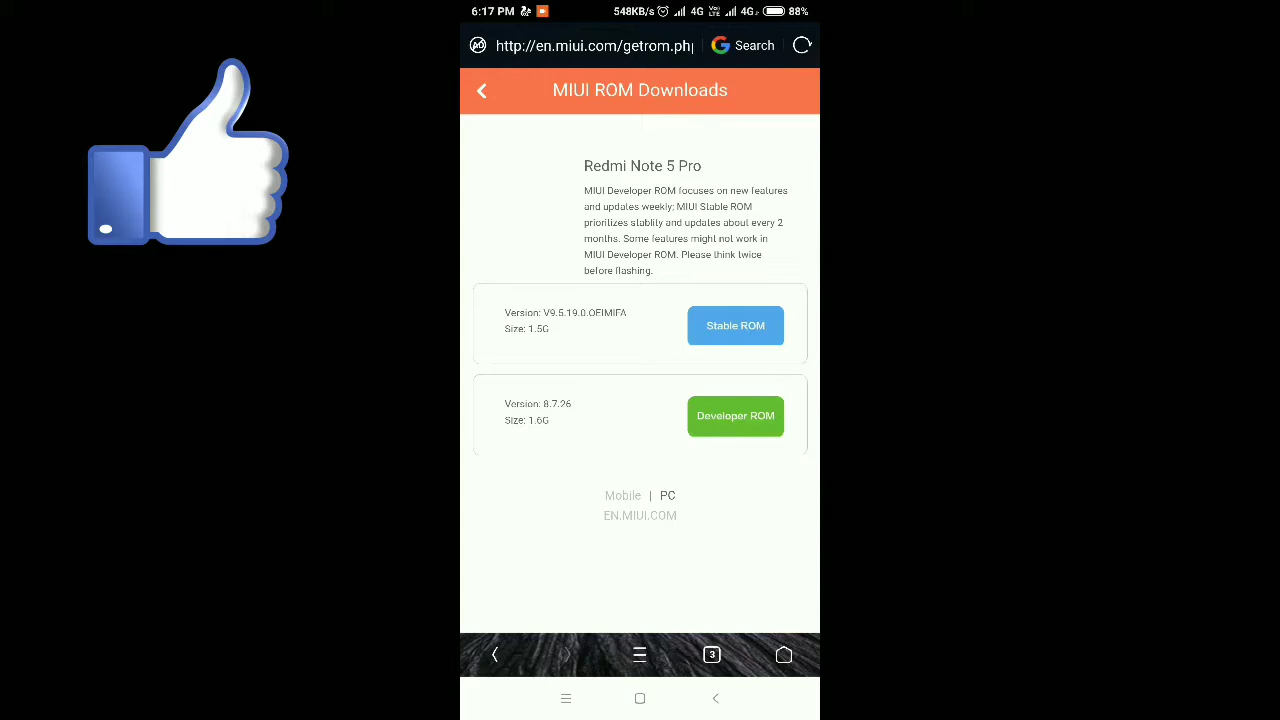 6:17 PM 548KB/s 4G VoLTE 4G 88%
http://en.miui.com/getrom.php Search
MIUI ROM Downloads
Redmi Note 5 Pro
MIUI Developer ROM focuses on new features
and updates weekly; MIUI Stable ROM
prioritizes stablity and updates about every 2
months. Some features might not work in
MIUI Developer ROM. Please think twice
before flashing.
Version: V9.5.19.0.OEIMIFA
Size: 1.5G
Stable ROM
Version: 8.7.26
Size: 1.6G
Developer ROM
Mobile | PC
EN.MIUI.COM
3